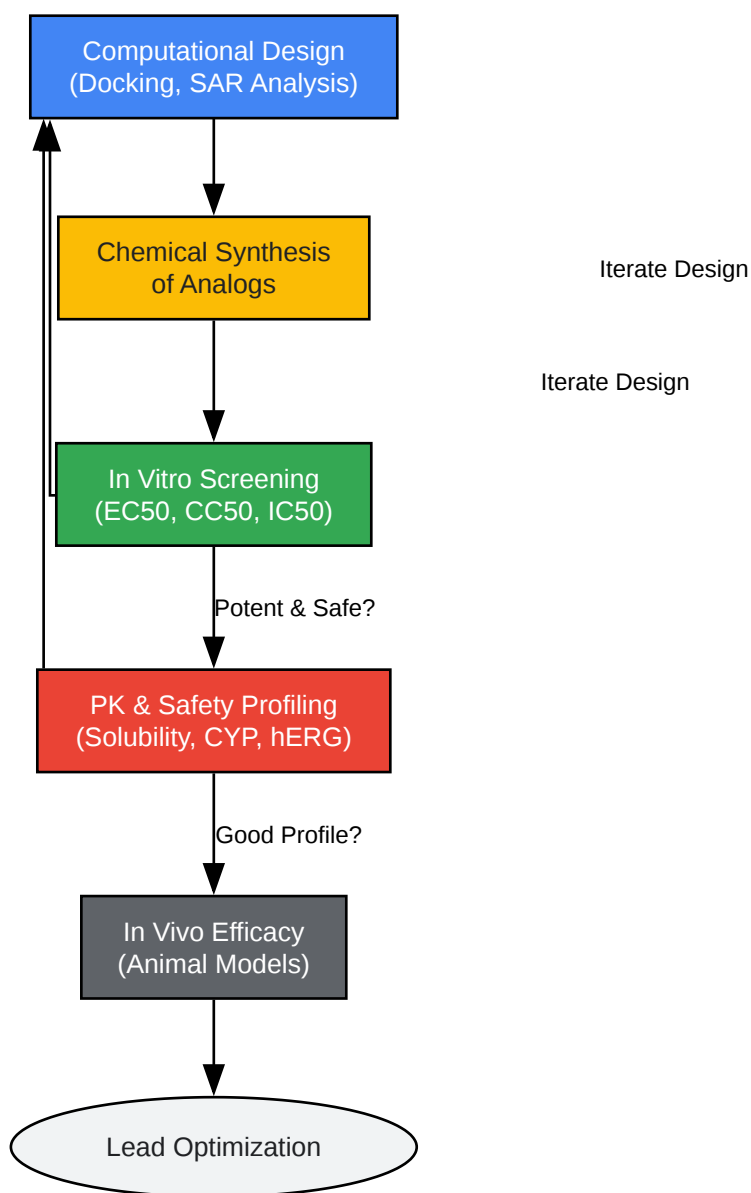 Computational Design
(Docking, SAR Analysis)
Chemical Synthesis
of Analogs
Iterate Design
Iterate Design
In Vitro Screening
(EC50, CC50, IC50)
Potent & Safe?
PK & Safety Profiling
(Solubility, CYP, hERG)
Good Profile?
In Vivo Efficacy
(Animal Models)
Lead Optimization